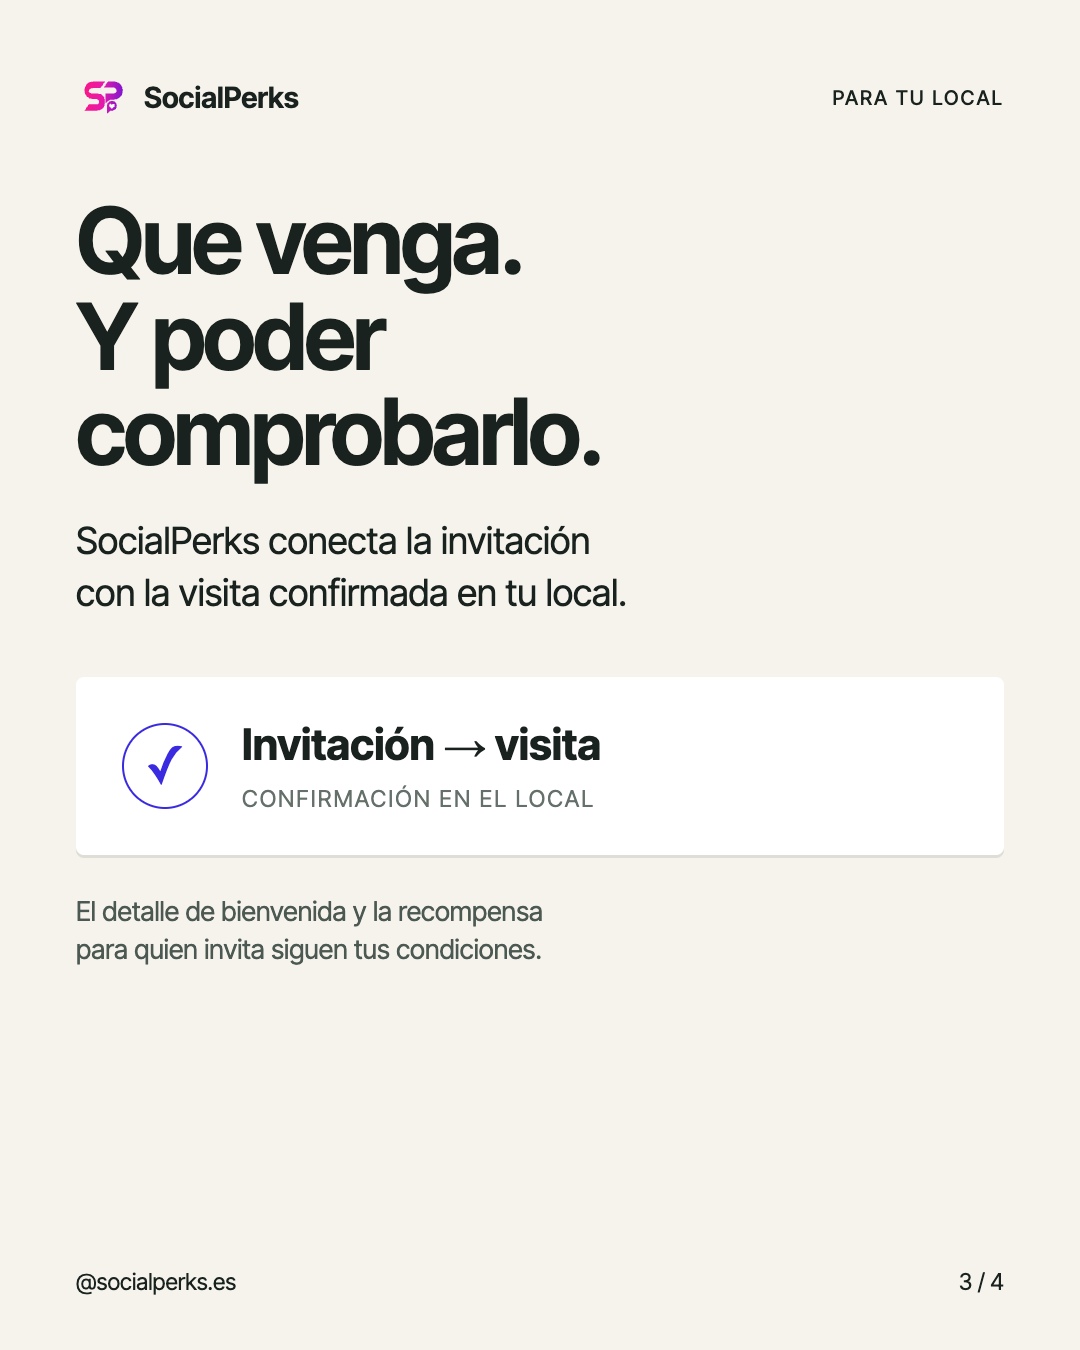 SP SocialPerks
PARA TU LOCAL
Que venga.
Y poder
comprobarlo.
SocialPerks conecta la invitación
con la visita confirmada en tu local.
Invitación → visita
CONFIRMACIÓN EN EL LOCAL
El detalle de bienvenida y la recompensa
para quien invita siguen tus condiciones.
@socialperks.es
3 / 4